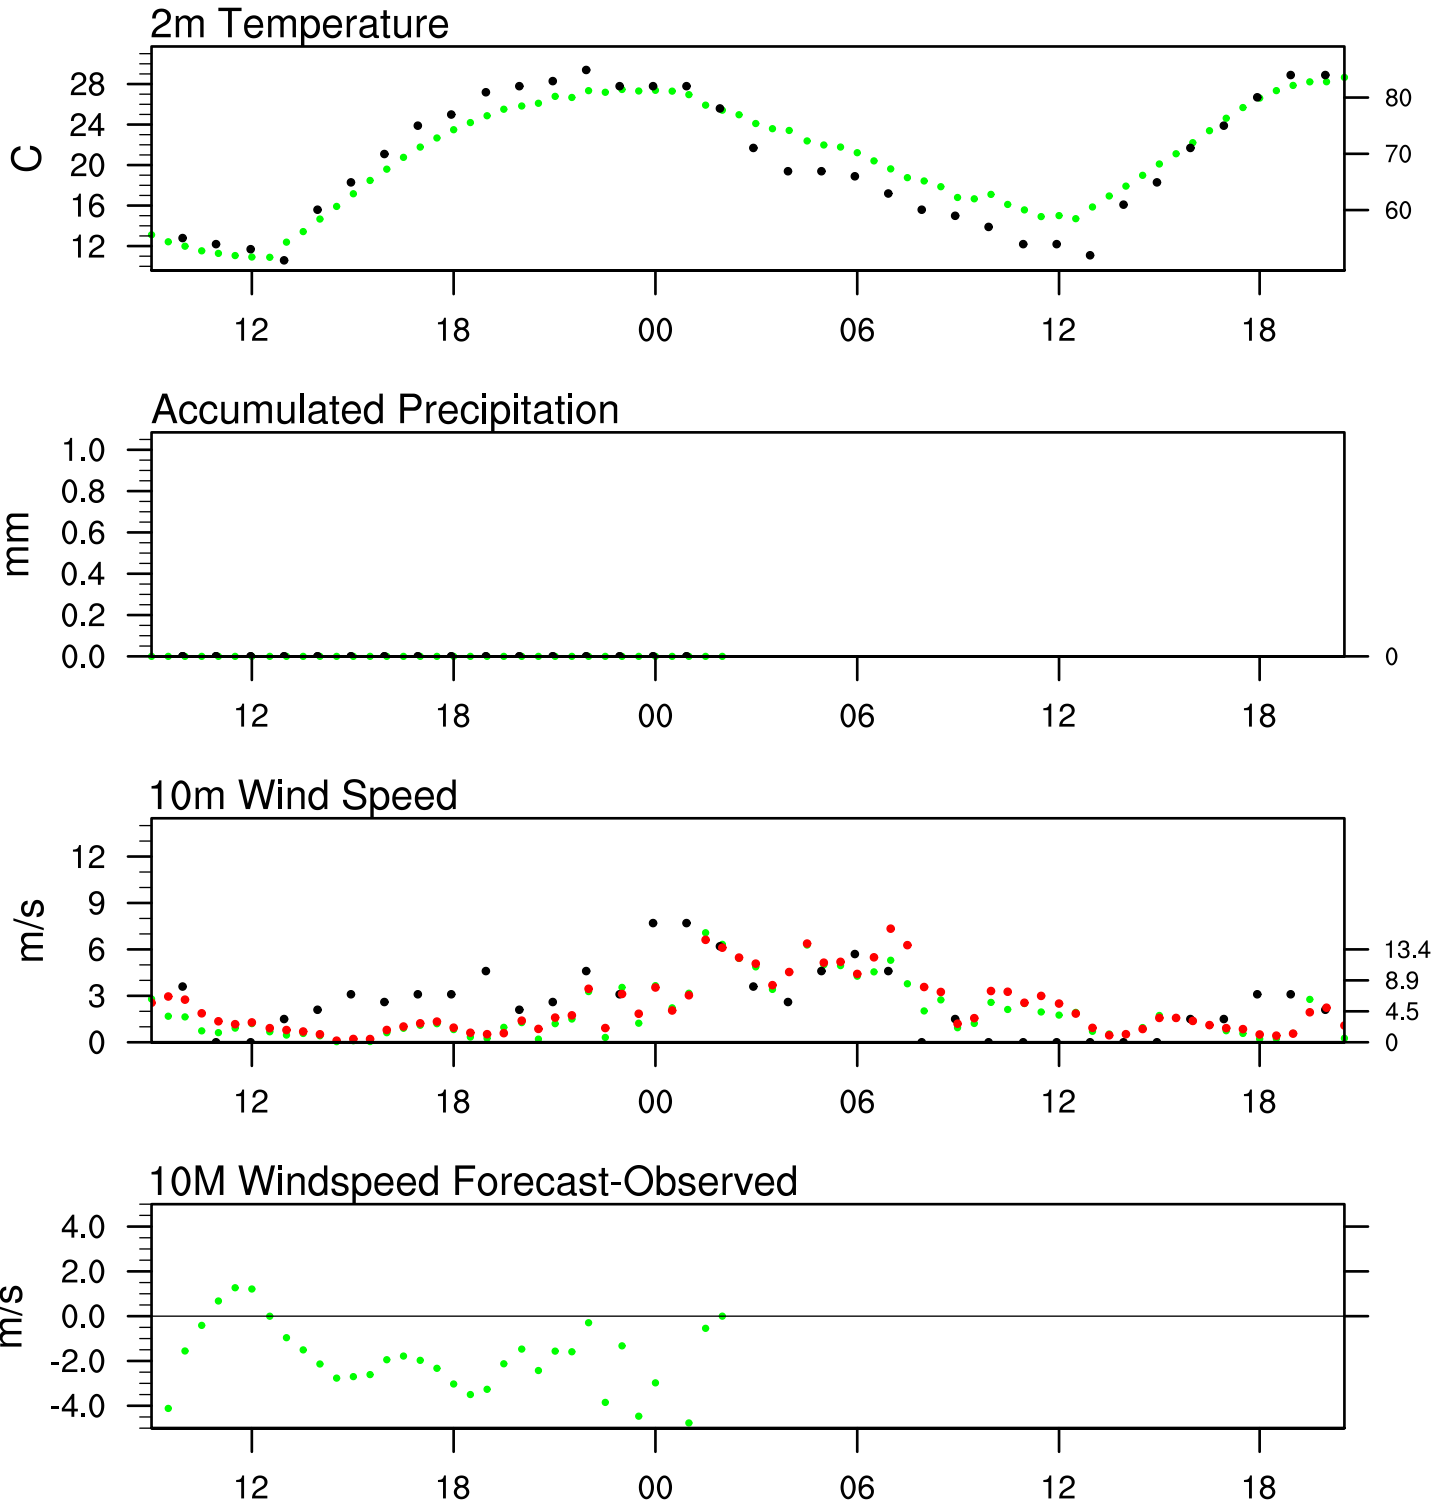 2m Temperature
28
24
20
16
12
C
80
70
60
12 18 00 06 12 18
Accumulated Precipitation
1.0
0.8
0.6
0.4
0.2
0.0
mm
0
12 18 00 06 12 18
10m Wind Speed
12
9
6
3
0
m/s
13.4
8.9
4.5
0
12 18 00 06 12 18
10M Windspeed Forecast-Observed
4.0
2.0
0.0
-2.0
-4.0
m/s
12 18 00 06 12 18